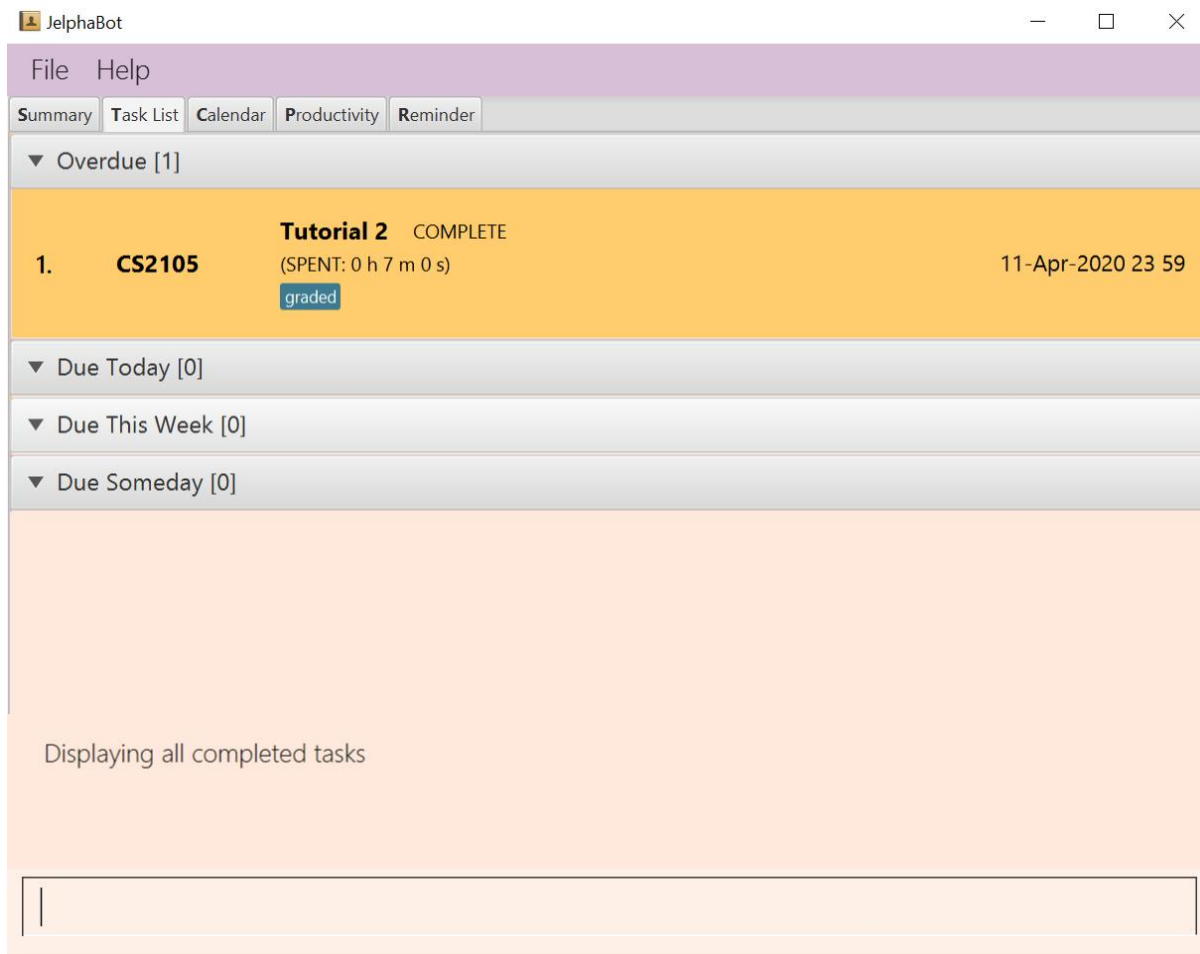 JelphaBot
File Help
Summary Task List Calendar Productivity Reminder
Overdue [1]
Tutorial 2 COMPLETE
1. CS2105 (SPENT: 0 h 7 m 0 s) 11-Apr-2020 23 59
graded
Due Today [0]
Due This Week [0]
Due Someday [0]
Displaying all completed tasks